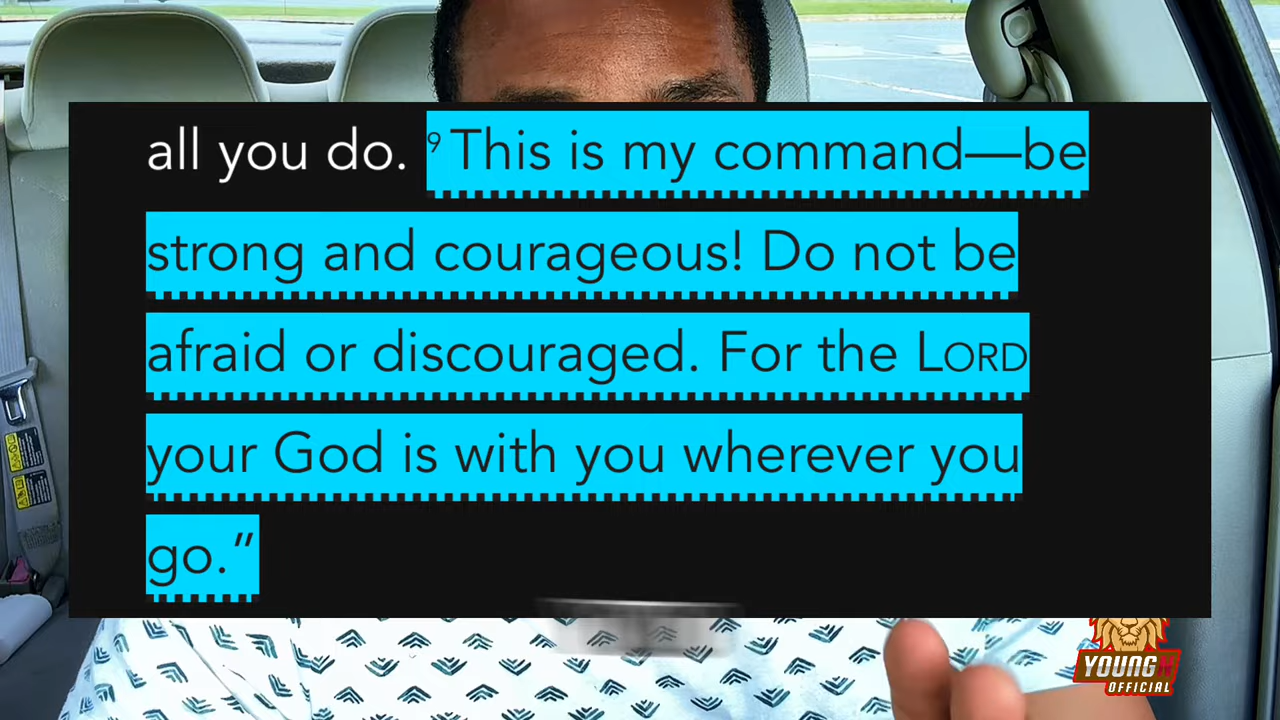 all you do. 9 This is my command—be
strong and courageous! Do not be
afraid or discouraged. For the LORD
your God is with you wherever you
go.”
YOUNG N
OFFICIAL